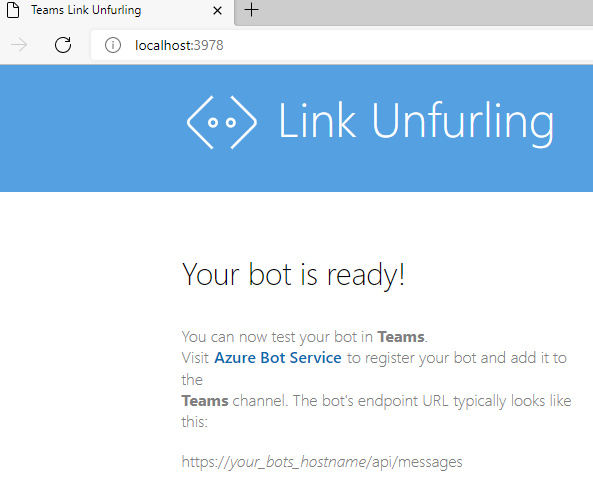 Teams Link Unfurling
localhost:3978
Link Unfurling
Your bot is ready!
You can now test your bot in Teams.
Visit Azure Bot Service to register your bot and add it to
the
Teams channel. The bot's endpoint URL typically looks like
this:
https://your_bots_hostname/api/messages